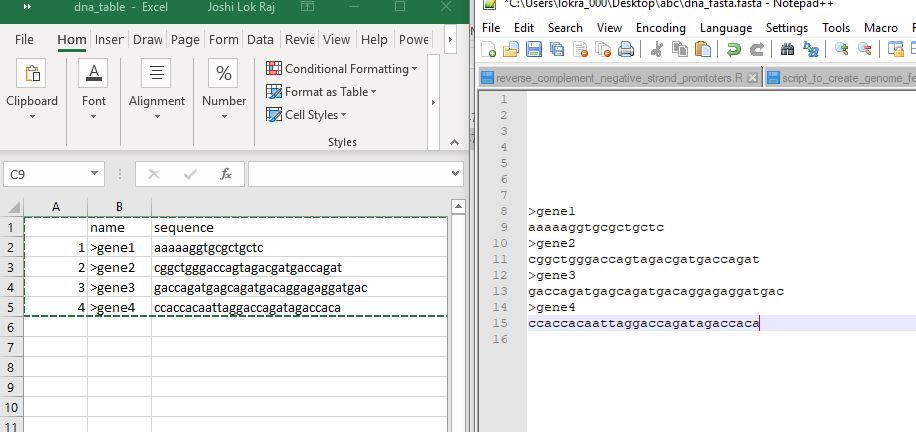 dna_table - Excel
Joshi Lok Raj
File Hom Inser Draw Page Formu Data Revie View Help Powe
Clipboard
Font
Alignment
Number
Conditional Formatting
Format as Table
Cell Styles
Styles
C9
fx
A B
1 name sequence
2 1 >gene1 aaaaaggtgcgctgctc
3 2 >gene2 cggctgggaccagtagacgatgaccagat
4 3 >gene3 gaccagatgagcagatgacaggagaggatgac
5 4 >gene4 ccaccacaattaggaccagatagaccaca
6
7
8
9
10
11
*C:\Users\lokra_000\Desktop\abc\dna_fasta.fasta - Notepad++
File Edit Search View Encoding Language Settings Tools Macro
reverse_complement_negative_strand_promtoters.R
script_to_create_genome_fe
1
2
3
4
5
6
7
8 >gene1
9 aaaaaggtgcgctgctc
10 >gene2
11 cggctgggaccagtagacgatgaccagat
12 >gene3
13 gaccagatgagcagatgacaggagaggatgac
14 >gene4
15 ccaccacaattaggaccagatagaccaca
16